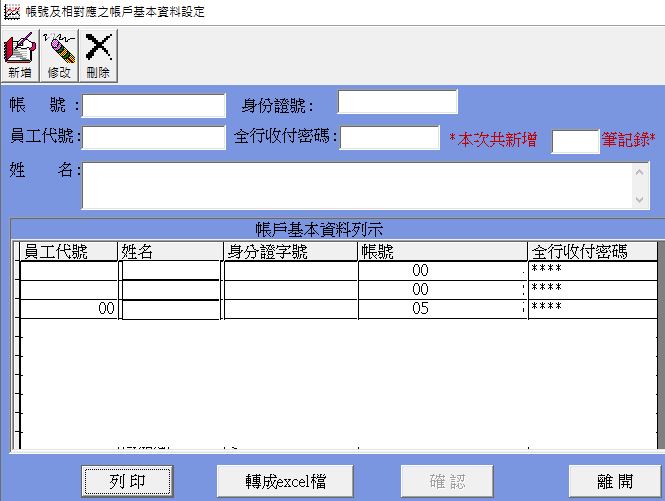 帳號及相對應之帳戶基本資料設定
新增 修改 刪除
帳 號 : 身份證號:
員工代號: 全行收付密碼: *本次共新增 筆記錄*
姓 名:
帳戶基本資料列示
員工代號 姓名 身分證字號 帳號 全行收付密碼
00 ****
00 ****
00 05 ****
列印 轉成excel檔 確認 離開